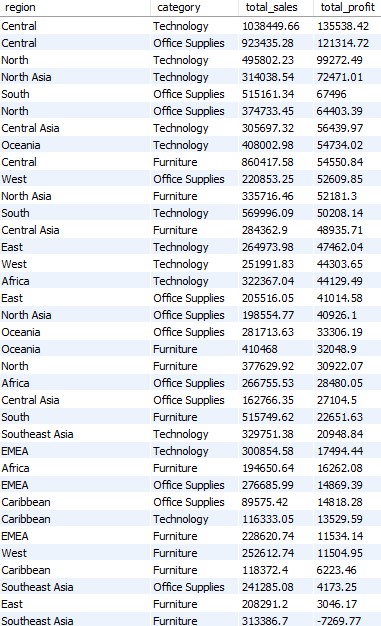 region category total_sales total_profit
Central Technology 1038449.66 135538.42
Central Office Supplies 923435.28 121314.72
North Technology 495802.23 99272.49
North Asia Technology 314038.54 72471.01
South Office Supplies 515161.34 67496
North Office Supplies 374733.45 64403.39
Central Asia Technology 305697.32 56439.97
Oceania Technology 408002.98 54734.02
Central Furniture 860417.58 54550.84
West Office Supplies 220853.25 52609.85
North Asia Furniture 335716.46 52181.3
South Technology 569996.09 50208.14
Central Asia Furniture 284362.9 48935.71
East Technology 264973.98 47462.04
West Technology 251991.83 44303.65
Africa Technology 322367.04 44129.49
East Office Supplies 205516.05 41014.58
North Asia Office Supplies 198554.77 40926.1
Oceania Office Supplies 281713.63 33306.19
Oceania Furniture 410468 32048.9
North Furniture 377629.92 30922.07
Africa Office Supplies 266755.53 28480.05
Central Asia Office Supplies 162766.35 27104.5
South Furniture 515749.62 22651.63
Southeast Asia Technology 329751.38 20948.84
EMEA Technology 300854.58 17494.44
Africa Furniture 194650.64 16262.08
EMEA Office Supplies 276685.99 14869.39
Caribbean Office Supplies 89575.42 14818.28
Caribbean Technology 116333.05 13529.59
EMEA Furniture 228620.74 11534.14
West Furniture 252612.74 11504.95
Caribbean Furniture 118372.4 6223.46
Southeast Asia Office Supplies 241285.08 4173.25
East Furniture 208291.2 3046.17
Southeast Asia Furniture 313386.7 -7269.77